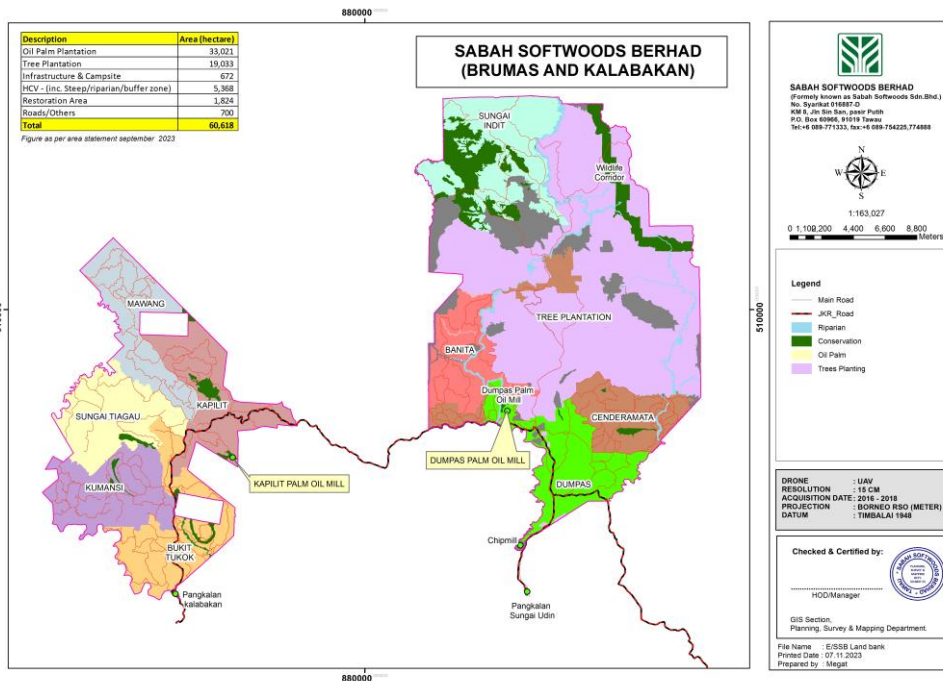 880000
Description Area (hectare)
Oil Palm Plantation 33,021
Tree Plantation 19,033
Infrastructure & Campsite 672
HCV - (inc. Steep/riparian/buffer zone) 5,368
Restoration Area 1,824
Roads/Others 700
Total 60,618
Figure as per area statement september 2023
SABAH SOFTWOODS BERHAD
(BRUMAS AND KALABAKAN)
SUNGAI
INDIT
Wildlife
Corridor
MAWANG
TREE PLANTATION
BANITA
Dumpas Palm
Oil Mill
KAPILIT
SUNGAI TIAGAU
CENDERAMATA
DUMPAS PALM OIL MILL
KAPILIT PALM OIL MILL
KUMANSI
DUMPAS
BUKIT
TUKOK
Chipmill
Pangkalan
kalabakan
Pangkalan
Sungai Udin
510000
880000
SABAH SOFTWOODS BERHAD
(Formely known as Sabah Softwoods Sdn.Bhd.)
No. Syarikat 016887-D
KM 8, Jln Sin San, pasir Putih
P.O. Box 60966, 91019 Tawau
Tel:+6 089-771333, fax:+6 089-754225,774888
N
W E
S
1:163,027
0 1,100 2,200 4,400 6,600 8,800
Meters
Legend
Main Road
JKR_Road
Riparian
Conservation
Oil Palm
Trees Planting
DRONE : UAV
RESOLUTION : 15 CM
ACQUISITION DATE : 2016 - 2018
PROJECTION : BORNEO RSO (METER)
DATUM : TIMBALAI 1948
Checked & Certified by:
HOD/Manager
SABAH SOFTWOODS BERHAD
TAWAU
GIS Section,
Planning, Survey & Mapping Department
File Name : E/SSB Land bank
Printed Date : 07.11.2023
Prepared by : Megat